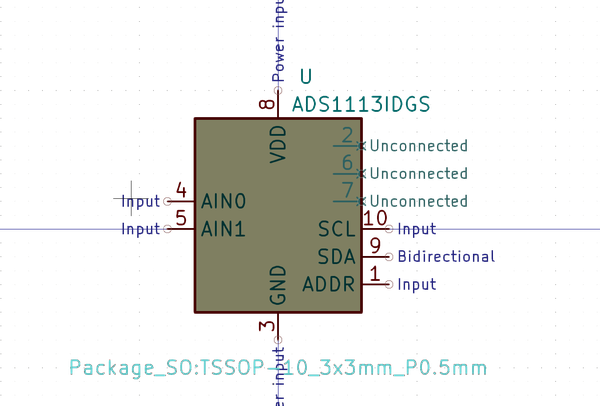 Power input
U
ADS1113IDGS
8
VDD
2 Unconnected
6 Unconnected
7 Unconnected
Input 4 AIN0
Input 5 AIN1
SCL 10 Input
SDA 9 Bidirectional
ADDR 1 Input
GND
3
Package_SO:TSSOP-10_3x3mm_P0.5mm
er input